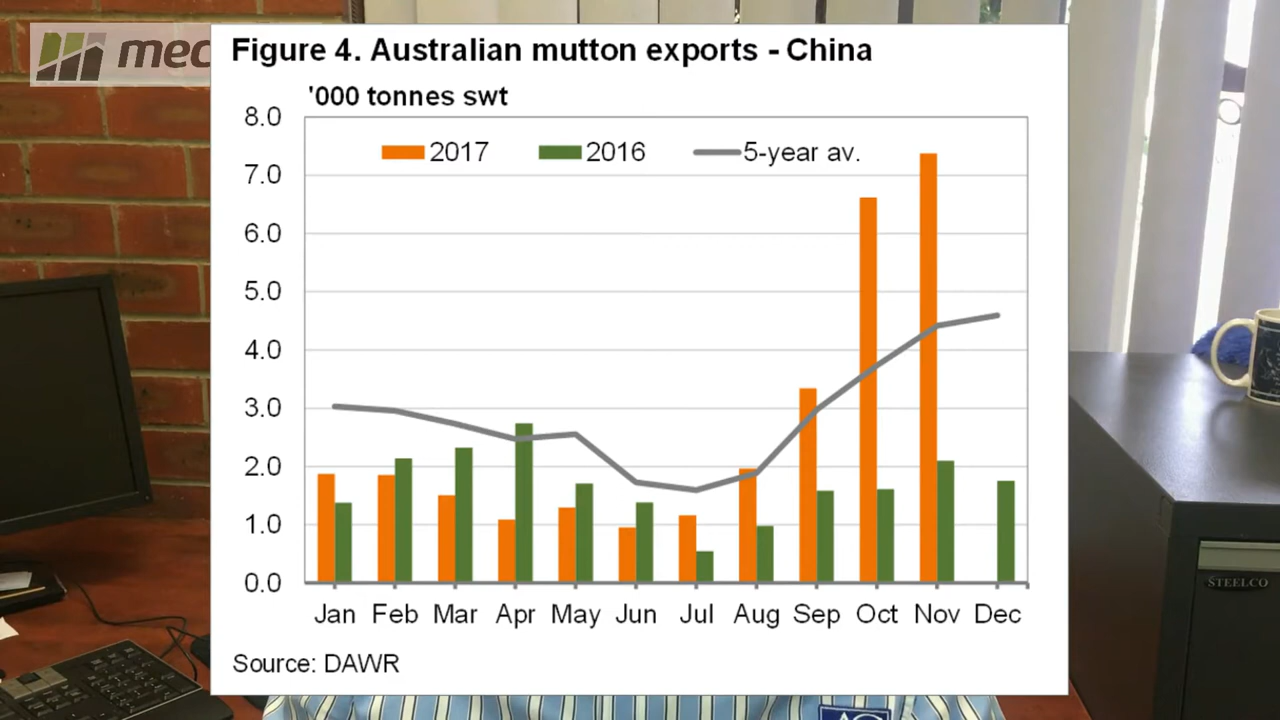 mec
Figure 4. Australian mutton exports - China
'000 tonnes swt
8.0
2017 2016 5-year av.
7.0
6.0
5.0
4.0
3.0
2.0
1.0
0.0
Jan Feb Mar Apr May Jun Jul Aug Sep Oct Nov Dec
Source: DAWR
STEELCO